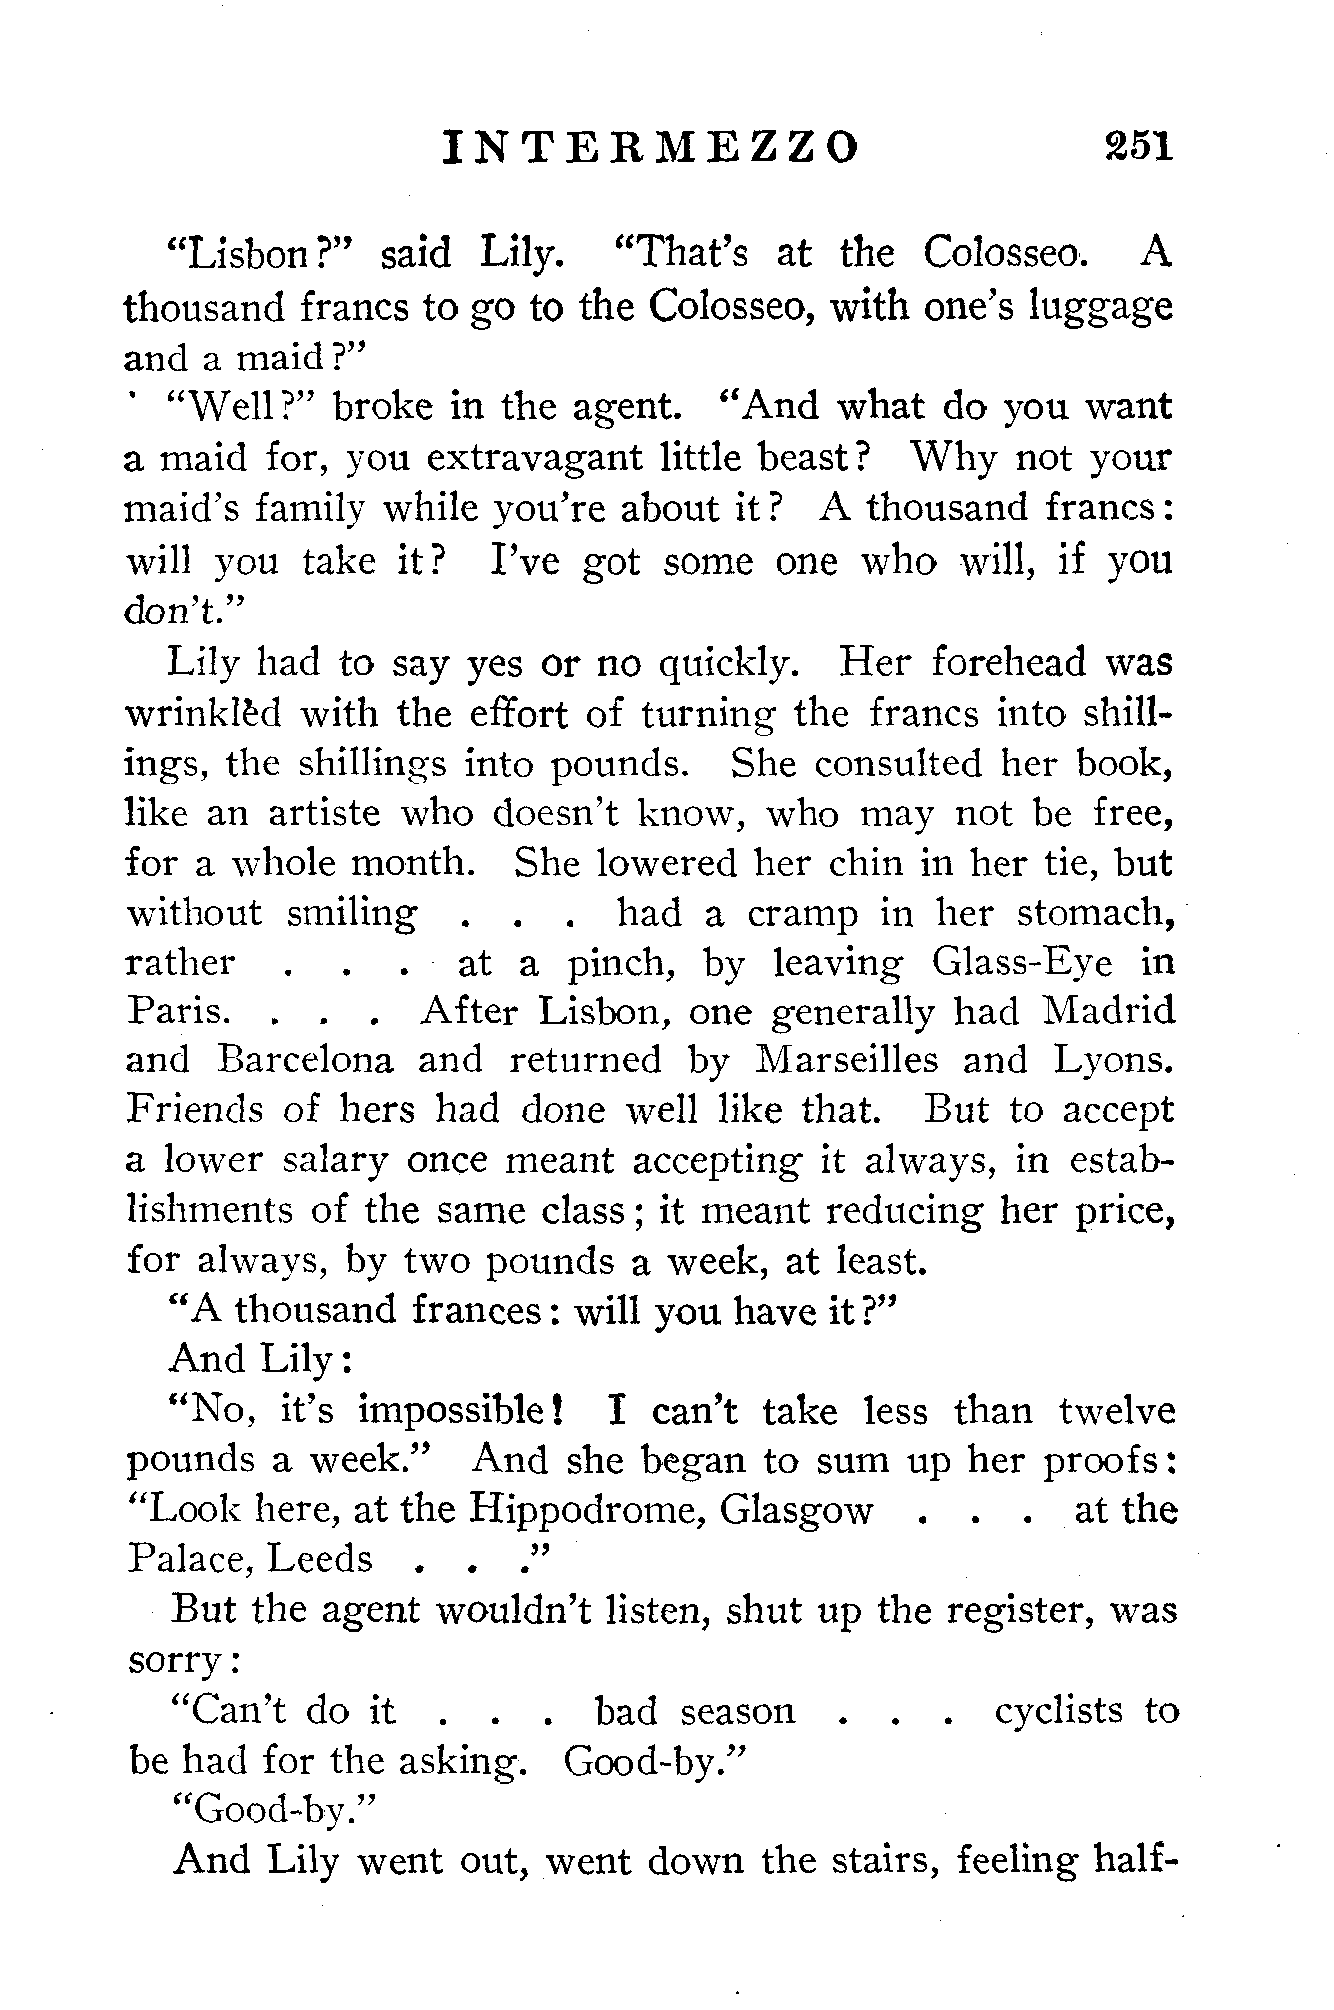 INTERMEZZO 251
“Lisbon?” said Lily. “That's at the Colosseo. A
thousand francs to go to the Colosseo, with one's luggage
and a maid?”
“Well?” broke in the agent. “And what do you want
a maid for, you extravagant little beast? Why not your
maid's family while you're about it? A thousand francs:
will you take it? I've got some one who will, if you
don't.”
Lily had to say yes or no quickly. Her forehead was
wrinkled with the effort of turning the francs into shill-
ings, the shillings into pounds. She consulted her book,
like an artiste who doesn't know, who may not be free,
for a whole month. She lowered her chin in her tie, but
without smiling . . . had a cramp in her stomach,
rather . . . at a pinch, by leaving Glass-Eye in
Paris. . . . After Lisbon, one generally had Madrid
and Barcelona and returned by Marseilles and Lyons.
Friends of hers had done well like that. But to accept
a lower salary once meant accepting it always, in estab-
lishments of the same class; it meant reducing her price,
for always, by two pounds a week, at least.
“A thousand frances: will you have it?”
And Lily:
“No, it's impossible! I can't take less than twelve
pounds a week.” And she began to sum up her proofs:
“Look here, at the Hippodrome, Glasgow . . . at the
Palace, Leeds . . .”
But the agent wouldn't listen, shut up the register, was
sorry:
“Can't do it . . . bad season . . . cyclists to
be had for the asking. Good-by.”
“Good-by.”
And Lily went out, went down the stairs, feeling half-